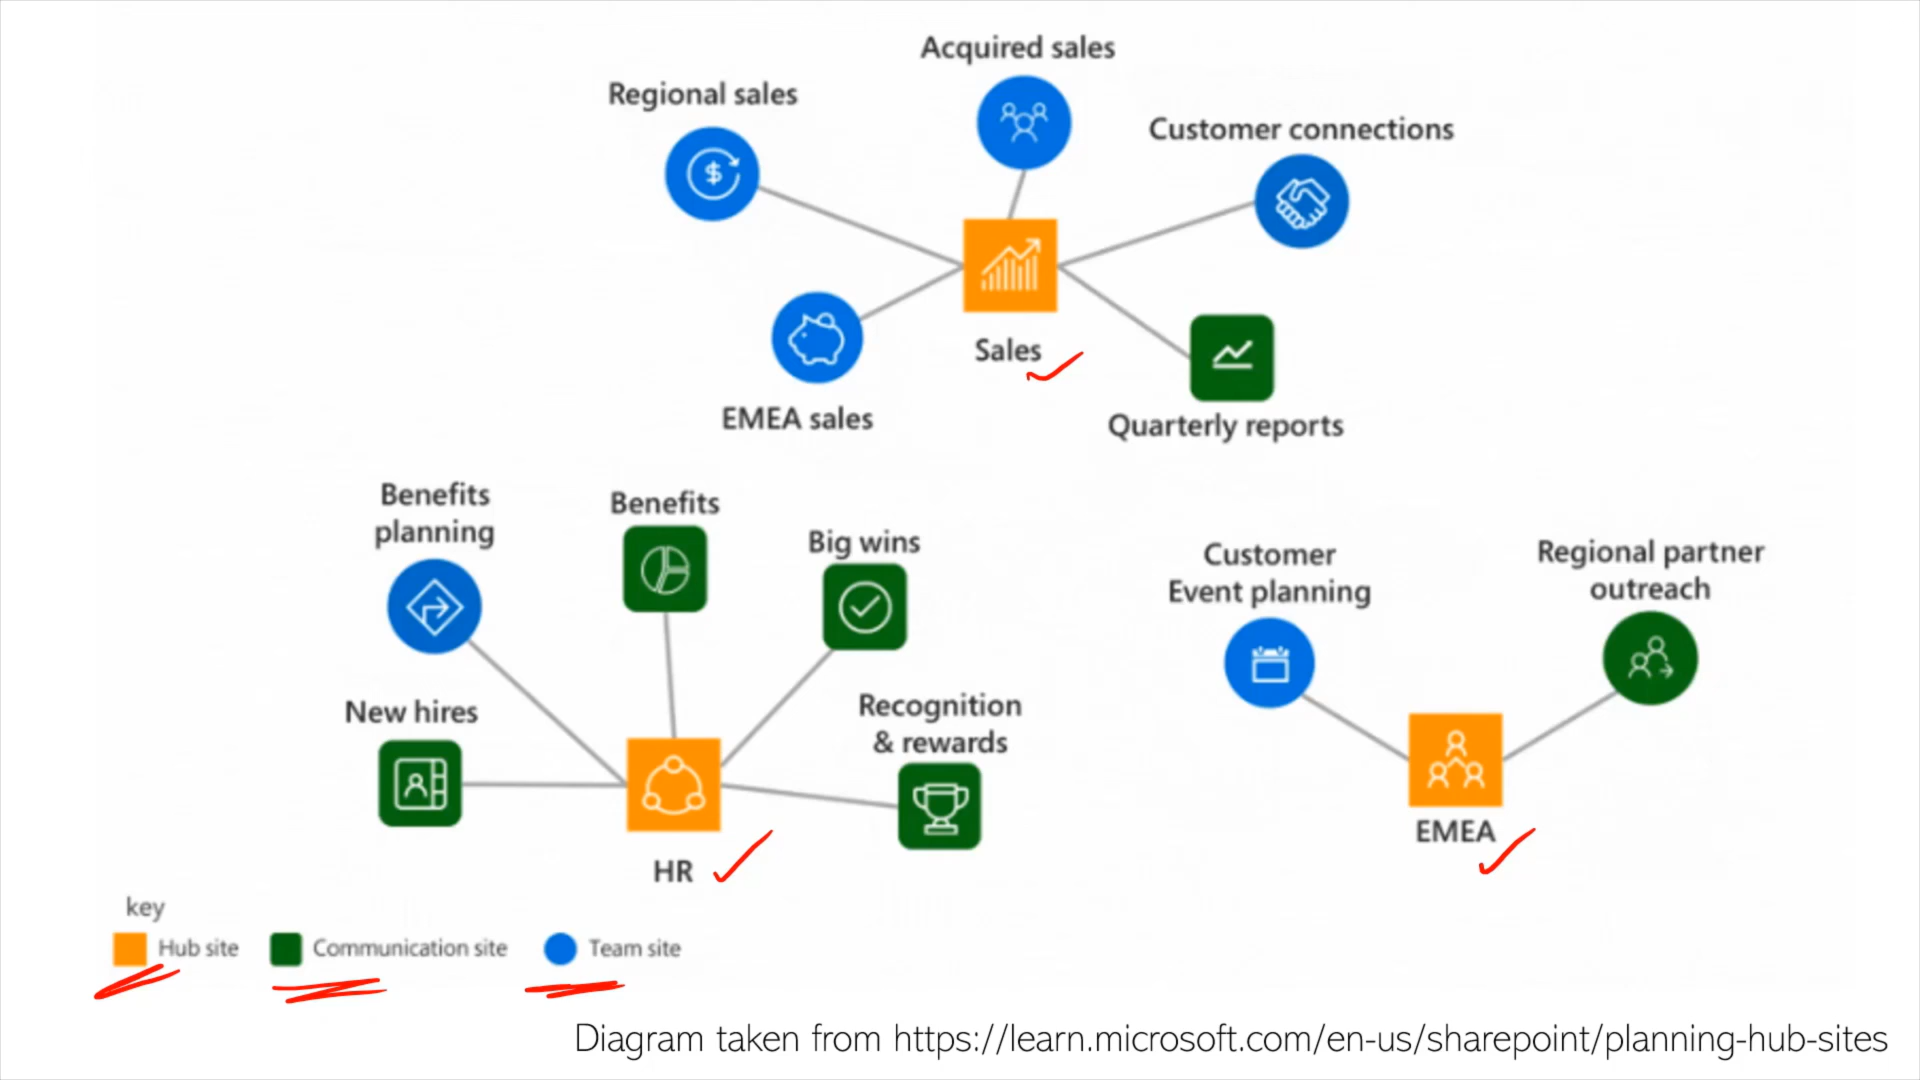 Acquired sales
Regional sales
Customer connections
$
Sales
EMEA sales
Quarterly reports
Benefits
planning
Benefits
Big wins
Customer
Event planning
Regional partner
outreach
New hires
Recognition
& rewards
HR
EMEA
key
Hub site
Communication site
Team site
Diagram taken from https://learn.microsoft.com/en-us/sharepoint/planning-hub-sites